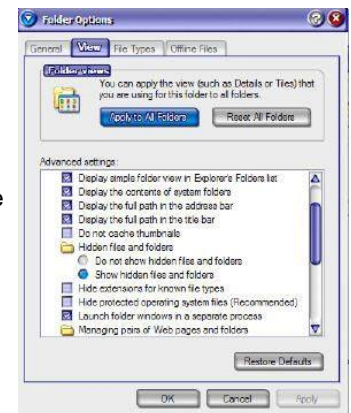 Folder Options
General View File Types Offline Files
Folder views
You can apply the view (such as Details or Tiles) that
you are using for this folder to all folders.
Apply to All Folders Reset All Folders
Advanced settings:
Display simple folder view in Explorer's Folders list
Display the contents of system folders
Display the full path in the address bar
Display the full path in the title bar
Do not cache thumbnails
Hidden files and folders
Do not show hidden files and folders
e
Show hidden files and folders
Hide extensions for known file types
Hide protected operating system files (Recommended)
Launch folder windows in a separate process
Managing pairs of Web pages and folders
Restore Defaults
OK Cancel Apply